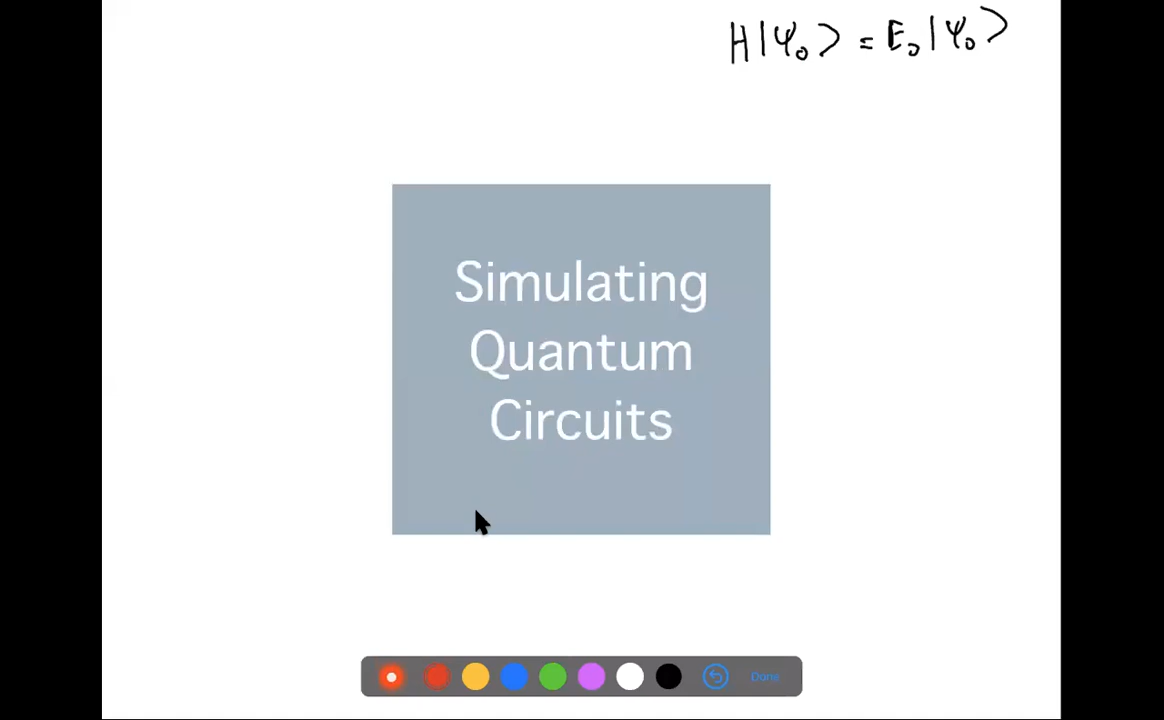 H|Ψ₀⟩ = E₀|Ψ₀⟩
Simulating
Quantum
Circuits
Done